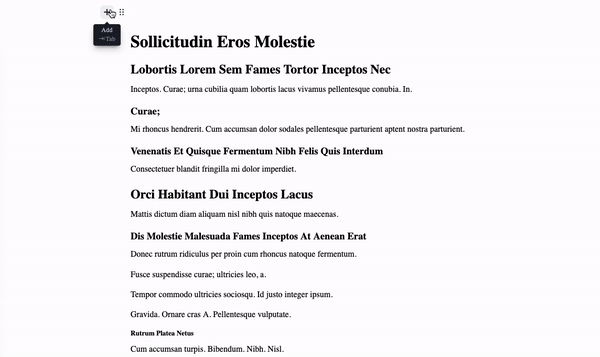 Add
⇥ Tab
Sollicitudin Eros Molestie
Lobortis Lorem Sem Fames Tortor Inceptos Nec
Inceptos. Curae; urna cubilia quam lobortis lacus vivamus pellentesque conubia. In.
Curae;
Mi rhoncus hendrerit. Cum accumsan dolor sodales pellentesque parturient aptent nostra parturient.
Venenatis Et Quisque Fermentum Nibh Felis Quis Interdum
Consectetuer blandit fringilla mi dolor imperdiet.
Orci Habitant Dui Inceptos Lacus
Mattis dictum diam aliquam nisl nibh quis natoque maecenas.
Dis Molestie Malesuada Fames Inceptos At Aenean Erat
Donec rutrum ridiculus per proin cum rhoncus natoque fermentum.
Fusce suspendisse curae; ultricies leo, a.
Tempor commodo ultricies sociosqu. Id justo integer ipsum.
Gravida. Ornare cras A. Pellentesque vulputate.
Rutrum Platea Netus
Cum accumsan turpis. Bibendum. Nibh. Nisl.